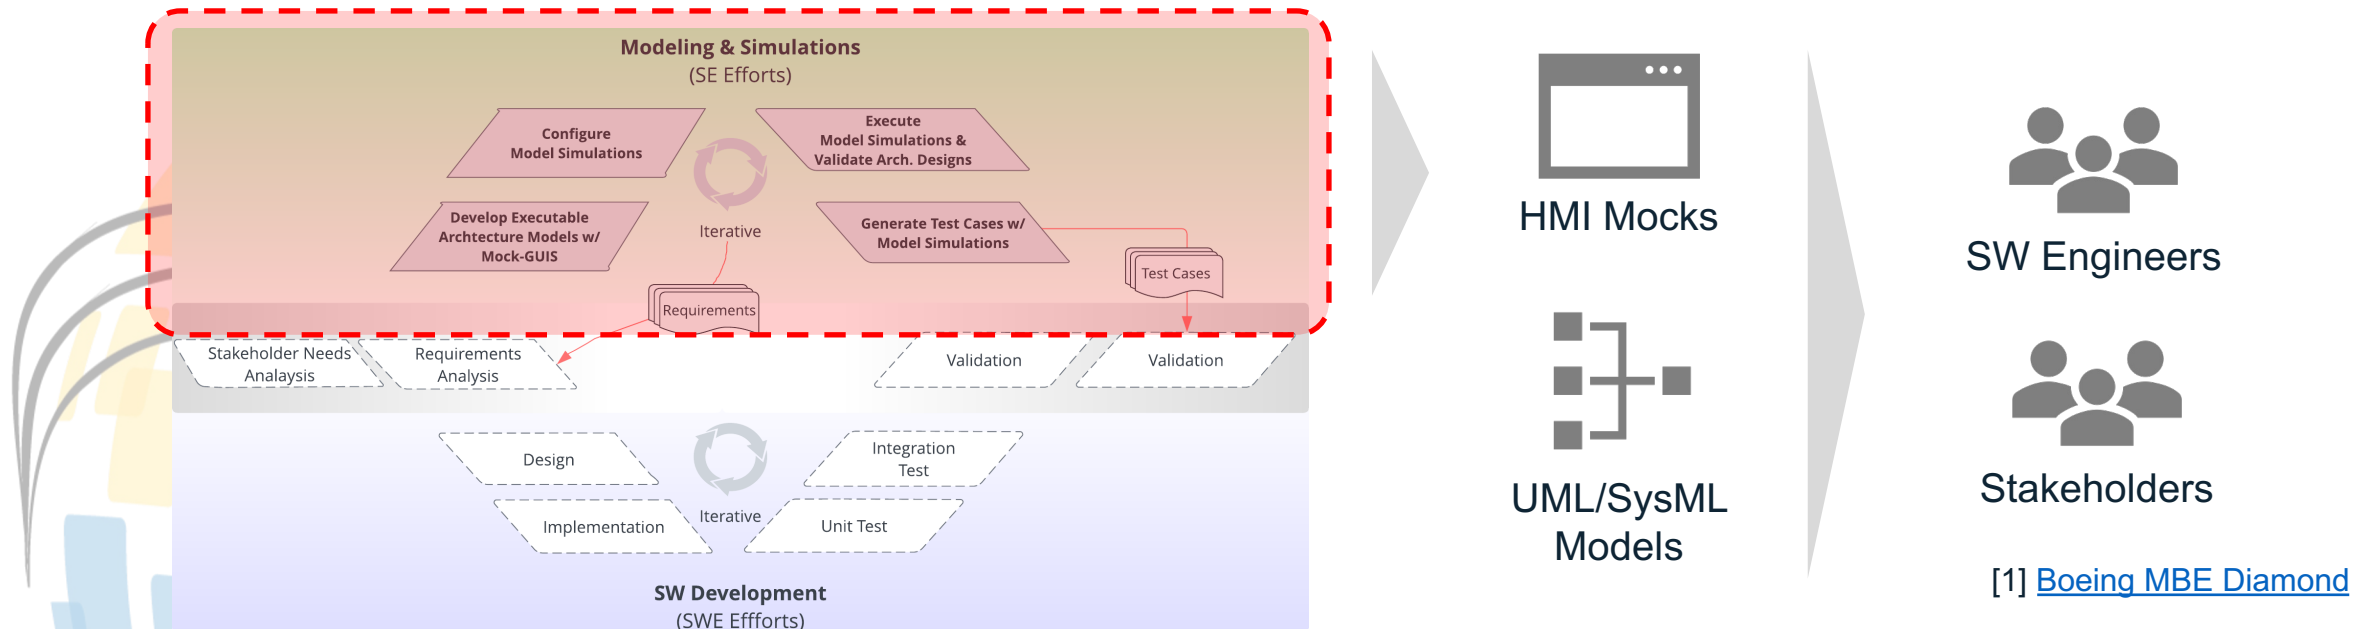 Modeling & Simulations
(SE Efforts)
Configure
Model Simulations
Execute
Model Simulations &
Validate Arch. Designs
Develop Executable
Archtecture Models w/
Mock-GUIS
Iterative
Generate Test Cases w/
Model Simulations
Test Cases
Requirements
Stakeholder Needs
Analaysis
Requirements
Analysis
Validation
Validation
Design
Integration
Test
Implementation
Iterative
Unit Test
SW Development
(SWE Effforts)
HMI Mocks
UML/SysML
Models
SW Engineers
Stakeholders
[1] Boeing MBE Diamond